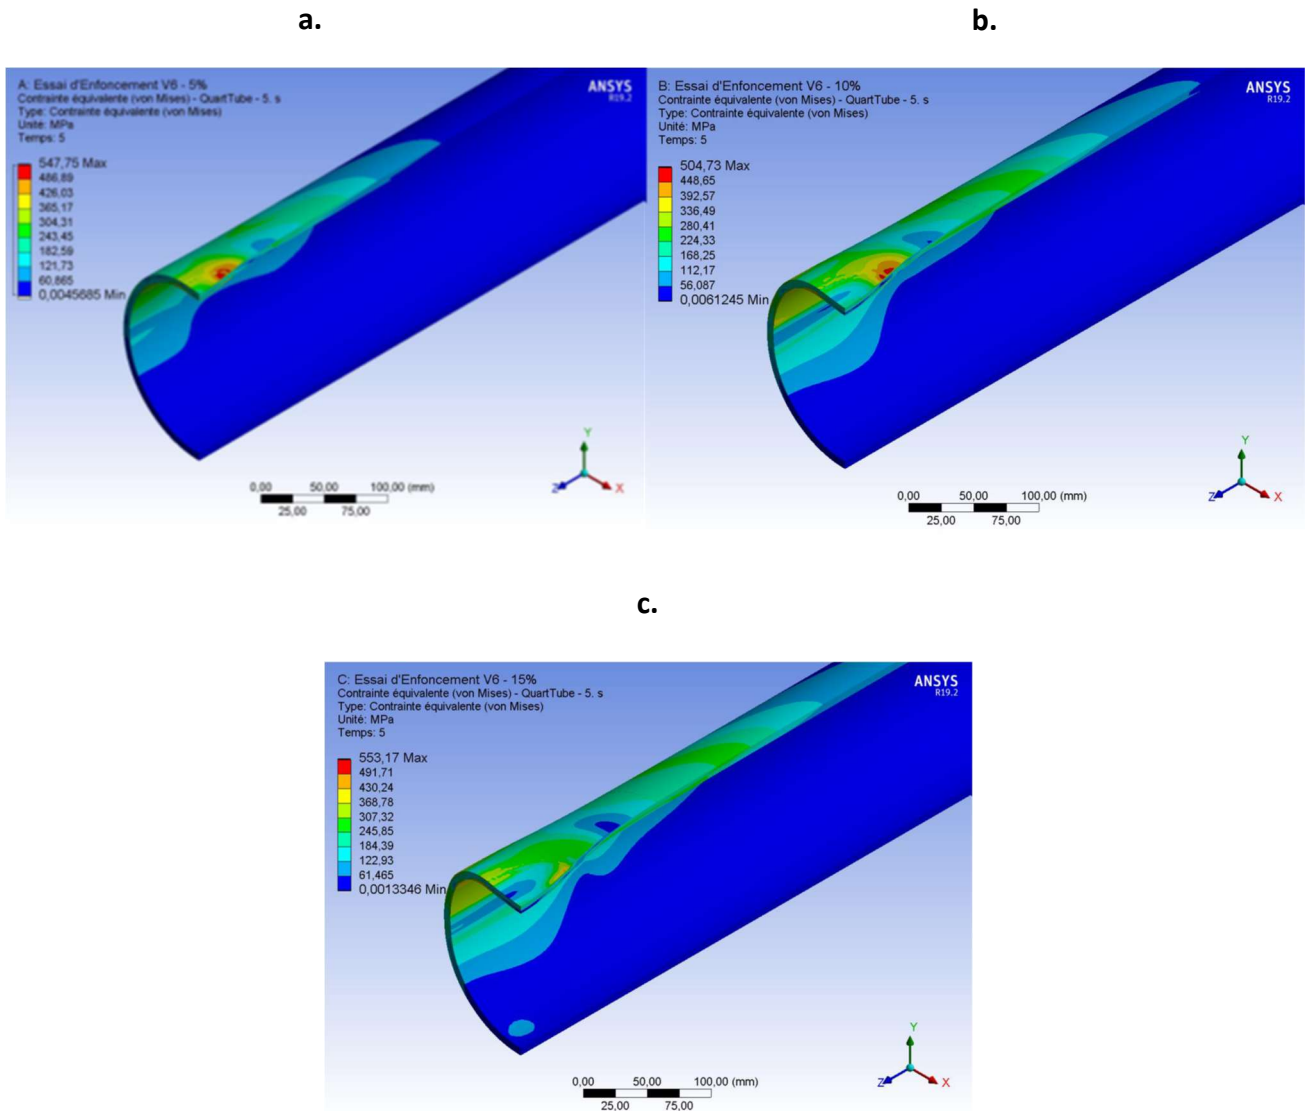 a.
b.
A: Essai d'Enfoncement V6 - 5%
Contrainte équivalente (von Mises) - QuartTube - 5. s
Type: Contrainte équivalente (von Mises)
Unité: MPa
Temps: 5
547,75 Max
486,89
426,03
365,17
304,31
243,45
182,59
121,73
60,865
0,0045685 Min
ANSYS
R19.2
0,00 50,00 100,00 (mm)
25,00 75,00
Y
Z X
B: Essai d'Enfoncement V6 - 10%
Contrainte équivalente (von Mises) - QuartTube - 5. s
Type: Contrainte équivalente (von Mises)
Unité: MPa
Temps: 5
504,73 Max
448,65
392,57
336,49
280,41
224,33
168,25
112,17
56,087
0,0061245 Min
ANSYS
R19.2
0,00 50,00 100,00 (mm)
25,00 75,00
Y
Z X
c.
C: Essai d'Enfoncement V6 - 15%
Contrainte équivalente (von Mises) - QuartTube - 5. s
Type: Contrainte équivalente (von Mises)
Unité: MPa
Temps: 5
553,17 Max
491,71
430,24
368,78
307,32
245,85
184,39
122,93
61,465
0,0013346 Min
ANSYS
R19.2
0,00 50,00 100,00 (mm)
25,00 75,00
Y
Z X